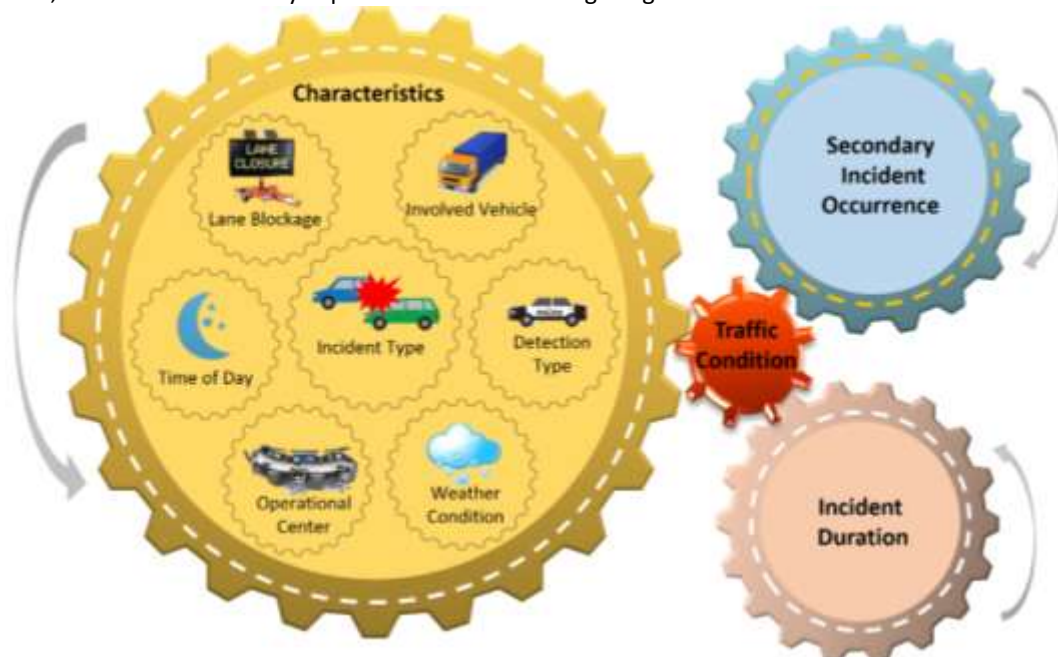 Characteristics
LANE
CLOSURE
Lane Blockage
Involved Vehicle
Time of Day
Incident Type
Detection
Type
Operational
Center
Weather
Condition
Traffic
Condition
Secondary
Incident
Occurrence
Incident
Duration